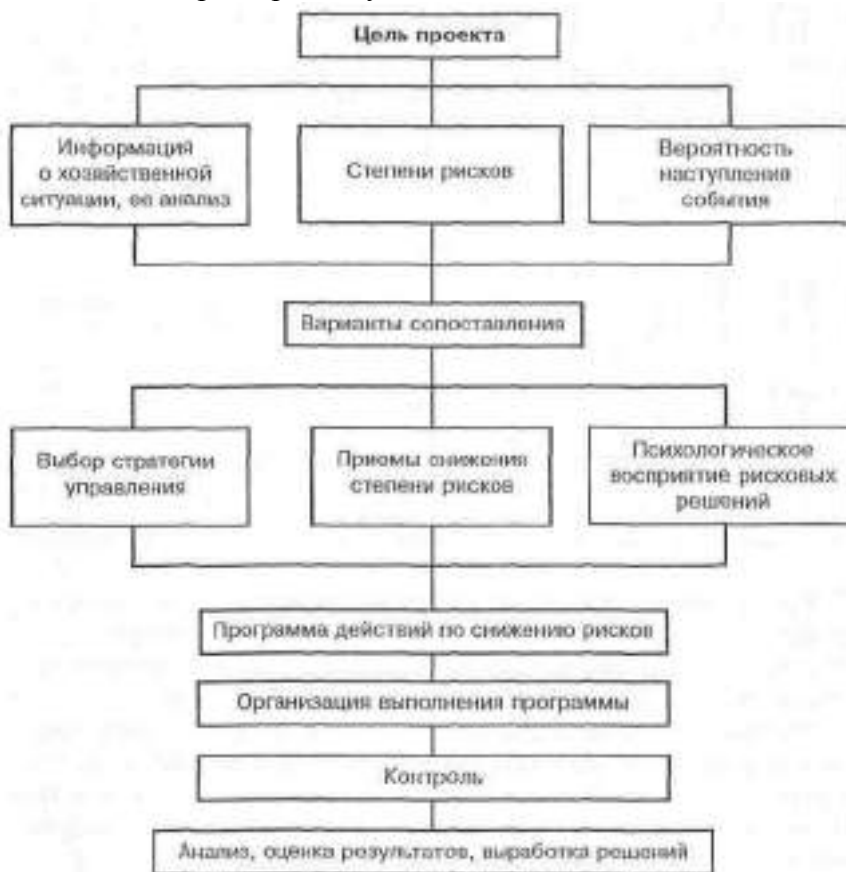 Цель проекта
Информация
о хозяйственной
ситуации, ее анализ
Степени рисков
Вероятность
наступления
события
Варианты сопоставления
Выбор стратегии
управления
Приемы снижения
степени рисков
Психологическое
восприятие рисковых
решений
Программа действий по снижению рисков
Организация выполнения программы
Контроль
Анализ, оценка результатов, выработка решений